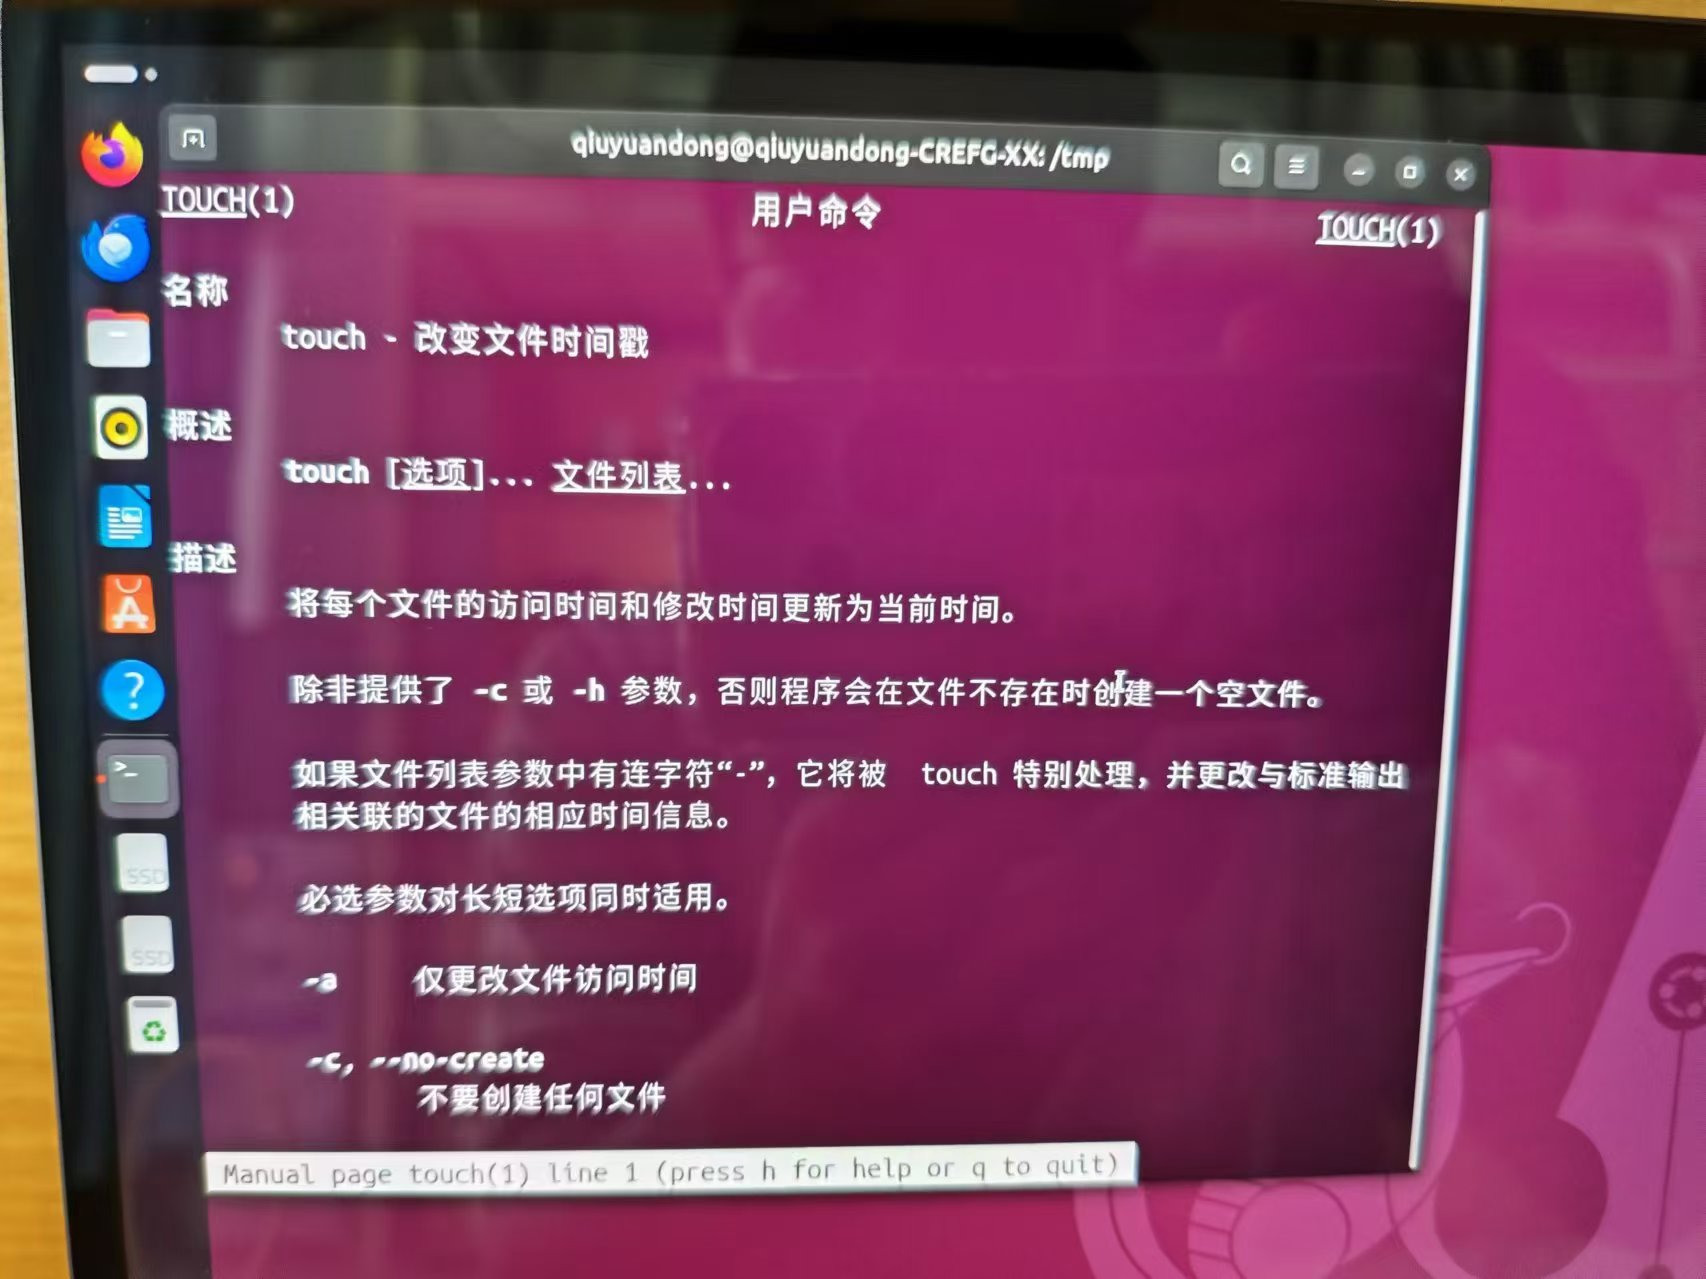 qiuyuandong@qiuyuandong-CREFG-XX: /tmp
TOUCH(1) 用户命令 TOUCH(1)
名称
touch - 改变文件时间戳
概述
touch [选项]... 文件列表...
描述
将每个文件的访问时间和修改时间更新为当前时间。
除非提供了 -c 或 -h 参数，否则程序会在文件不存在时创建一个空文件。
如果文件列表参数中有连字符“-”，它将被 touch 特别处理，并更改与标准输出
相关联的文件的相应时间信息。
必选参数对长短选项同时适用。
-a 仅更改文件访问时间
-c, --no-create
不要创建任何文件
SSD
SSD
Manual page touch(1) line 1 (press h for help or q to quit)